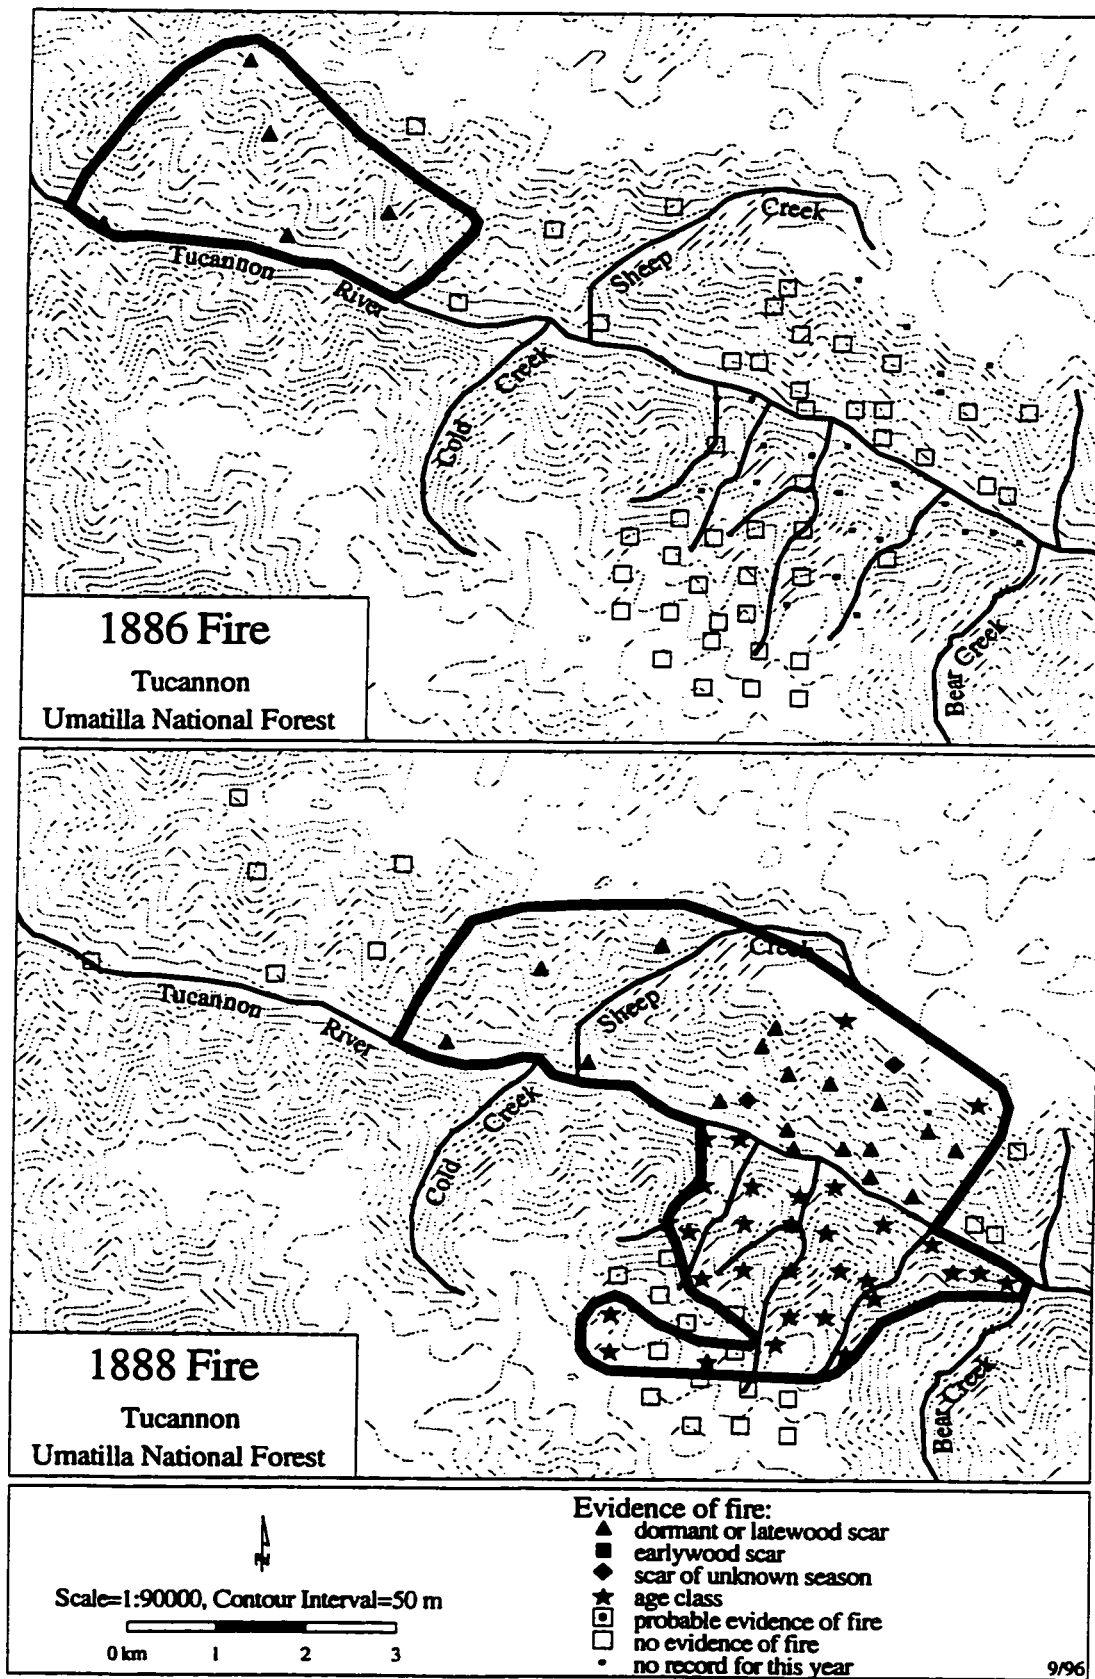 Creek
Sheep
Tucannon
River
Creek
Cold
Bear Creek
1886 Fire
Tucannon
Umatilla National Forest
Creek
Sheep
Tucannon
River
Creek
Cold
Bear Creek
1888 Fire
Tucannon
Umatilla National Forest
N
Scale=1:90000, Contour Interval=50 m
0 km 1 2 3
Evidence of fire:
dormant or latewood scar
earlywood scar
scar of unknown season
age class
probable evidence of fire
no evidence of fire
no record for this year
9/96